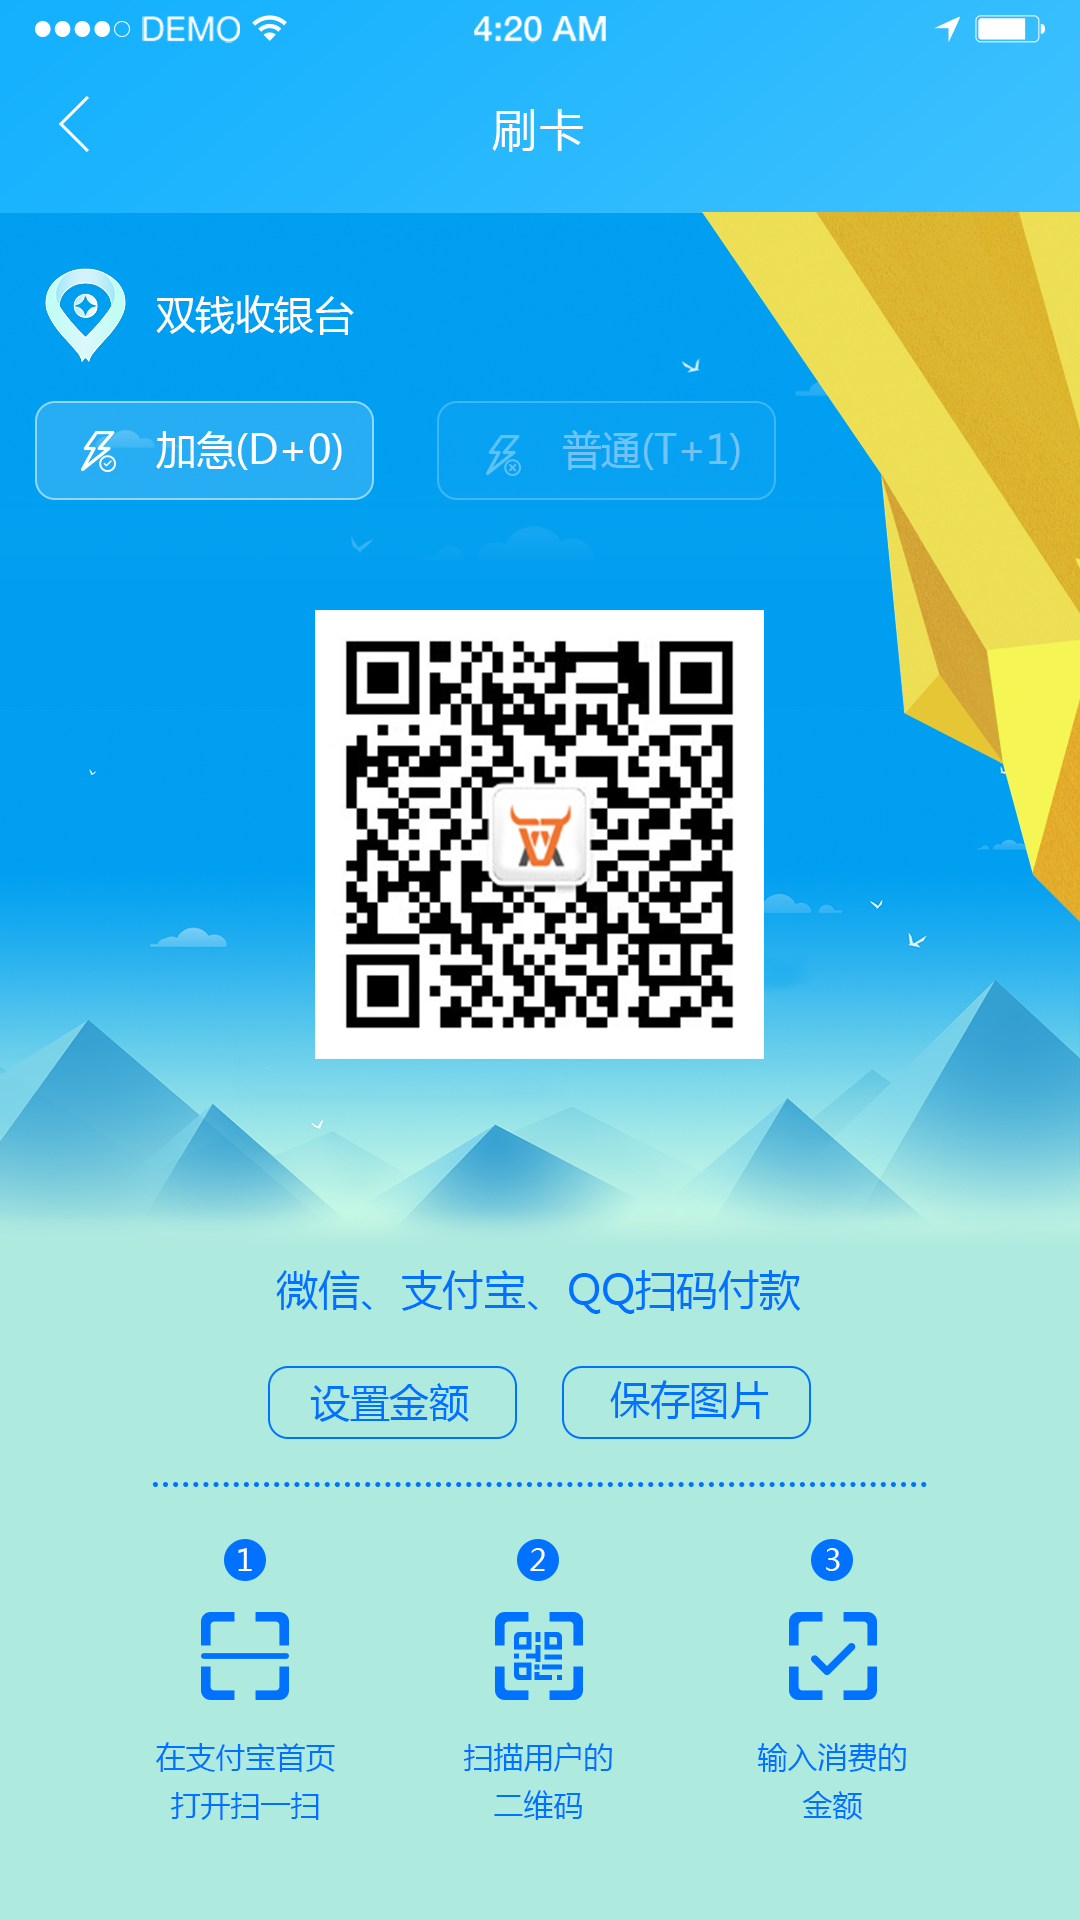 DEMO 4:20 AM
刷卡
双钱收银台
加急(D+0) 普通(T+1)
微信、支付宝、QQ扫码付款
设置金额 保存图片
1 2 3
在支付宝首页 扫描用户的 输入消费的
打开扫一扫 二维码 金额